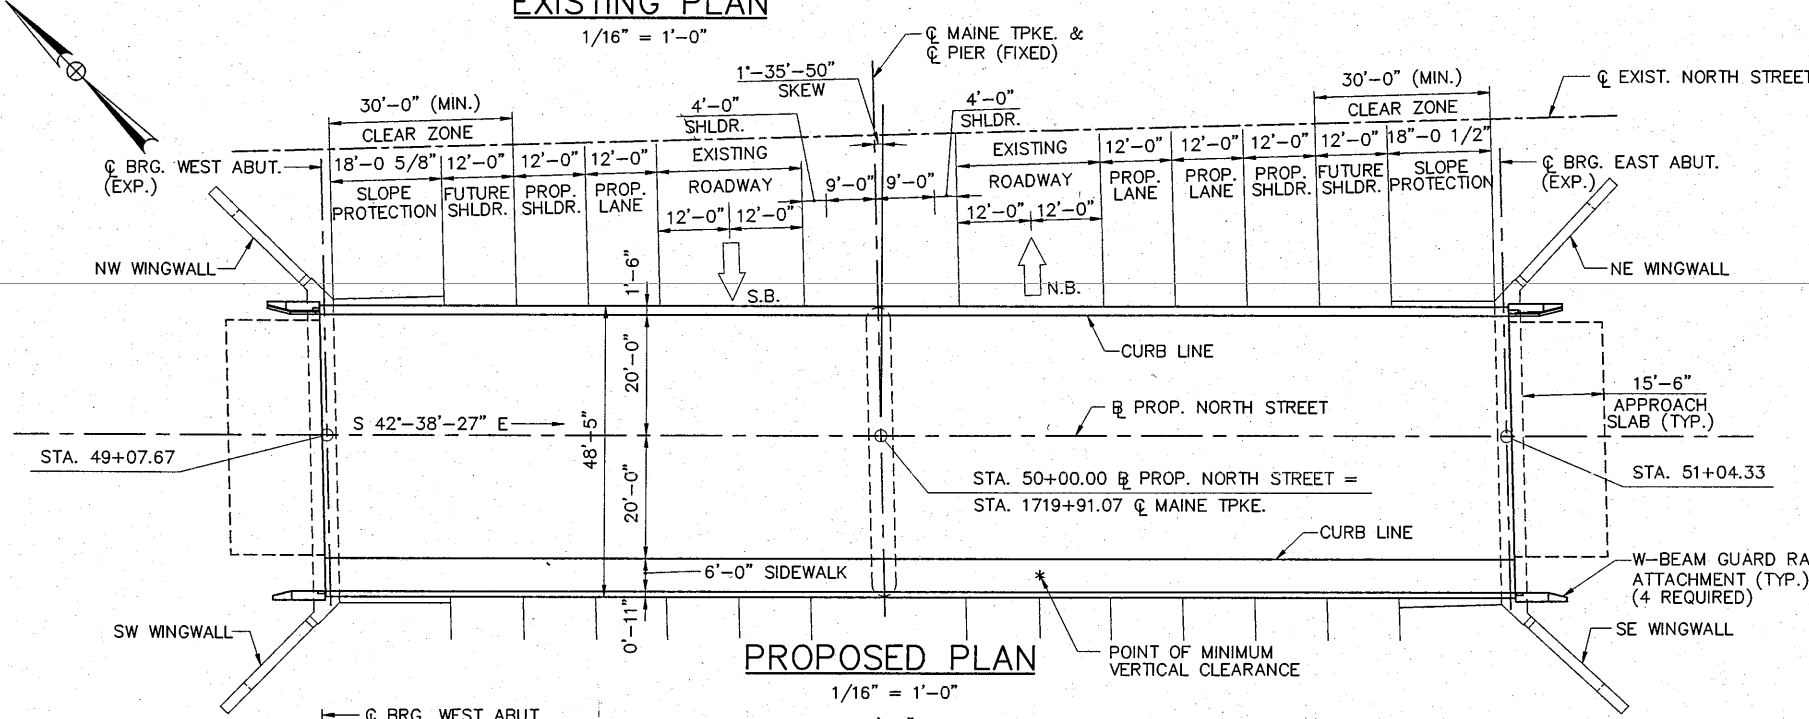 EXISTING PLAN
1/16" = 1'-0"
℄ MAINE TPKE. &
℄ PIER (FIXED)
1°-35'-50"
SKEW
30'-0" (MIN.)
CLEAR ZONE
4'-0"
SHLDR.
4'-0"
SHLDR.
30'-0" (MIN.)
CLEAR ZONE
℄ EXIST. NORTH STREET
℄ BRG. WEST ABUT.
(EXP.)
18'-0 5/8"
SLOPE
PROTECTION
12'-0"
FUTURE
SHLDR.
12'-0"
PROP.
SHLDR.
12'-0"
PROP.
LANE
EXISTING
ROADWAY
12'-0"
12'-0"
9'-0"
9'-0"
EXISTING
ROADWAY
12'-0"
12'-0"
12'-0"
PROP.
LANE
12'-0"
PROP.
LANE
12'-0"
PROP.
SHLDR.
12'-0"
FUTURE
SHLDR.
18'-0 1/2"
SLOPE
PROTECTION
℄ BRG. EAST ABUT.
(EXP.)
NW WINGWALL
1'-6"
S.B.
N.B.
NE WINGWALL
CURB LINE
20'-0"
15'-6"
APPROACH
SLAB (TYP.)
S 42°-38'-27" E
48'-5"
BL PROP. NORTH STREET
STA. 49+07.67
STA. 50+00.00 BL PROP. NORTH STREET =
STA. 1719+91.07 ℄ MAINE TPKE.
STA. 51+04.33
20'-0"
CURB LINE
6'-0" SIDEWALK
W-BEAM GUARD RA
ATTACHMENT (TYP.)
(4 REQUIRED)
0'-11"
SW WINGWALL
SE WINGWALL
POINT OF MINIMUM
VERTICAL CLEARANCE
PROPOSED PLAN
1/16" = 1'-0"
℄ BRG. WEST ABUT.